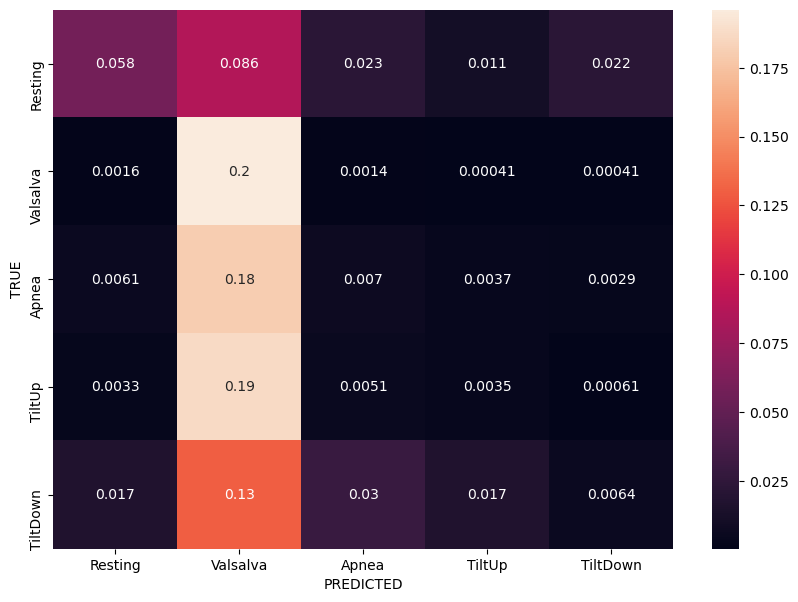 Resting 0.058 0.086 0.023 0.011 0.022
Valsalva 0.0016 0.2 0.0014 0.00041 0.00041
Apnea 0.0061 0.18 0.007 0.0037 0.0029
TiltUp 0.0033 0.19 0.0051 0.0035 0.00061
TiltDown 0.017 0.13 0.03 0.017 0.0064
TRUE
Resting Valsalva Apnea TiltUp TiltDown
PREDICTED
0.175
0.150
0.125
0.100
0.075
0.050
0.025